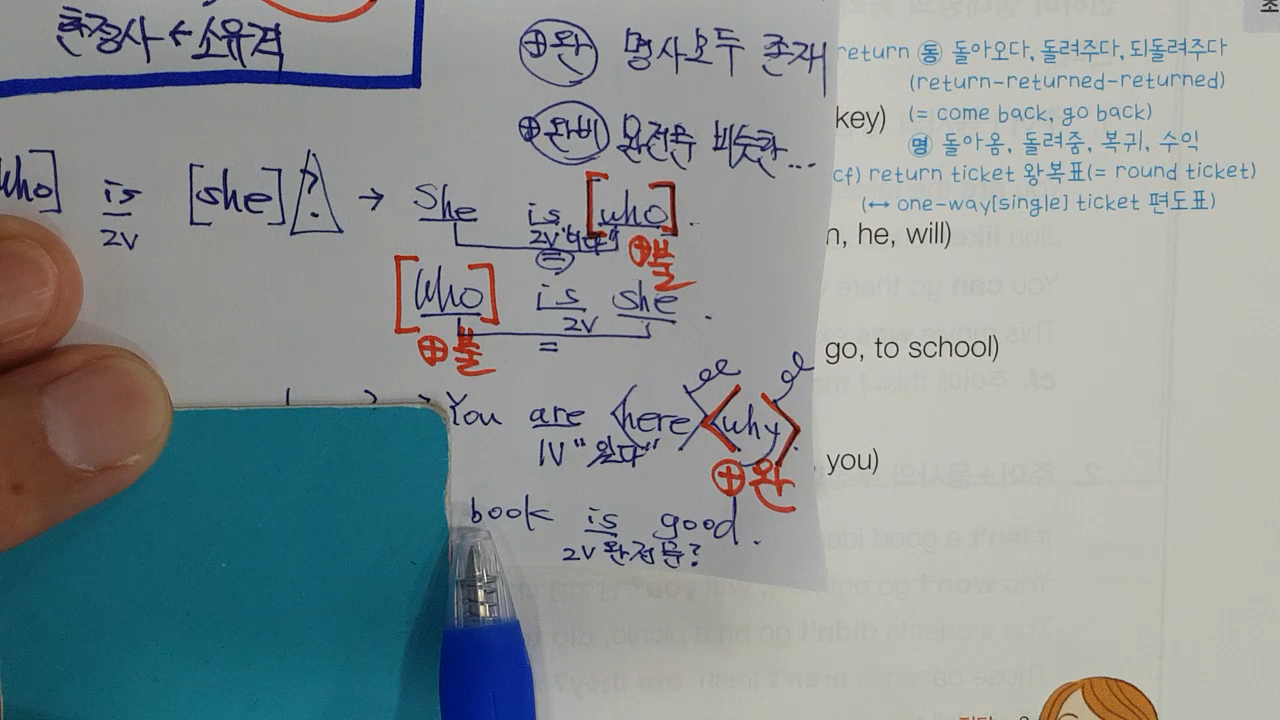 한정사 ← 소유격
⊕완 명사모두 존재
⊕완비 완전한 비슷한...
who] is [she]? → She is [who].
2V 2V "이다" ⊕불
=
[who] is she.
2V
⊕불 =
You are <here> <why>.
1V "있다" ⊕완
book is good.
2V 완전문?
return 동 돌아오다, 돌려주다, 되돌려주다
(return-returned-returned)
key) (= come back, go back)
명 돌아옴, 돌려줌, 복귀, 수익
cf) return ticket 왕복표(= round ticket)
(↔ one-way[single] ticket 편도표)
n, he, will)
go, to school)
you)
초